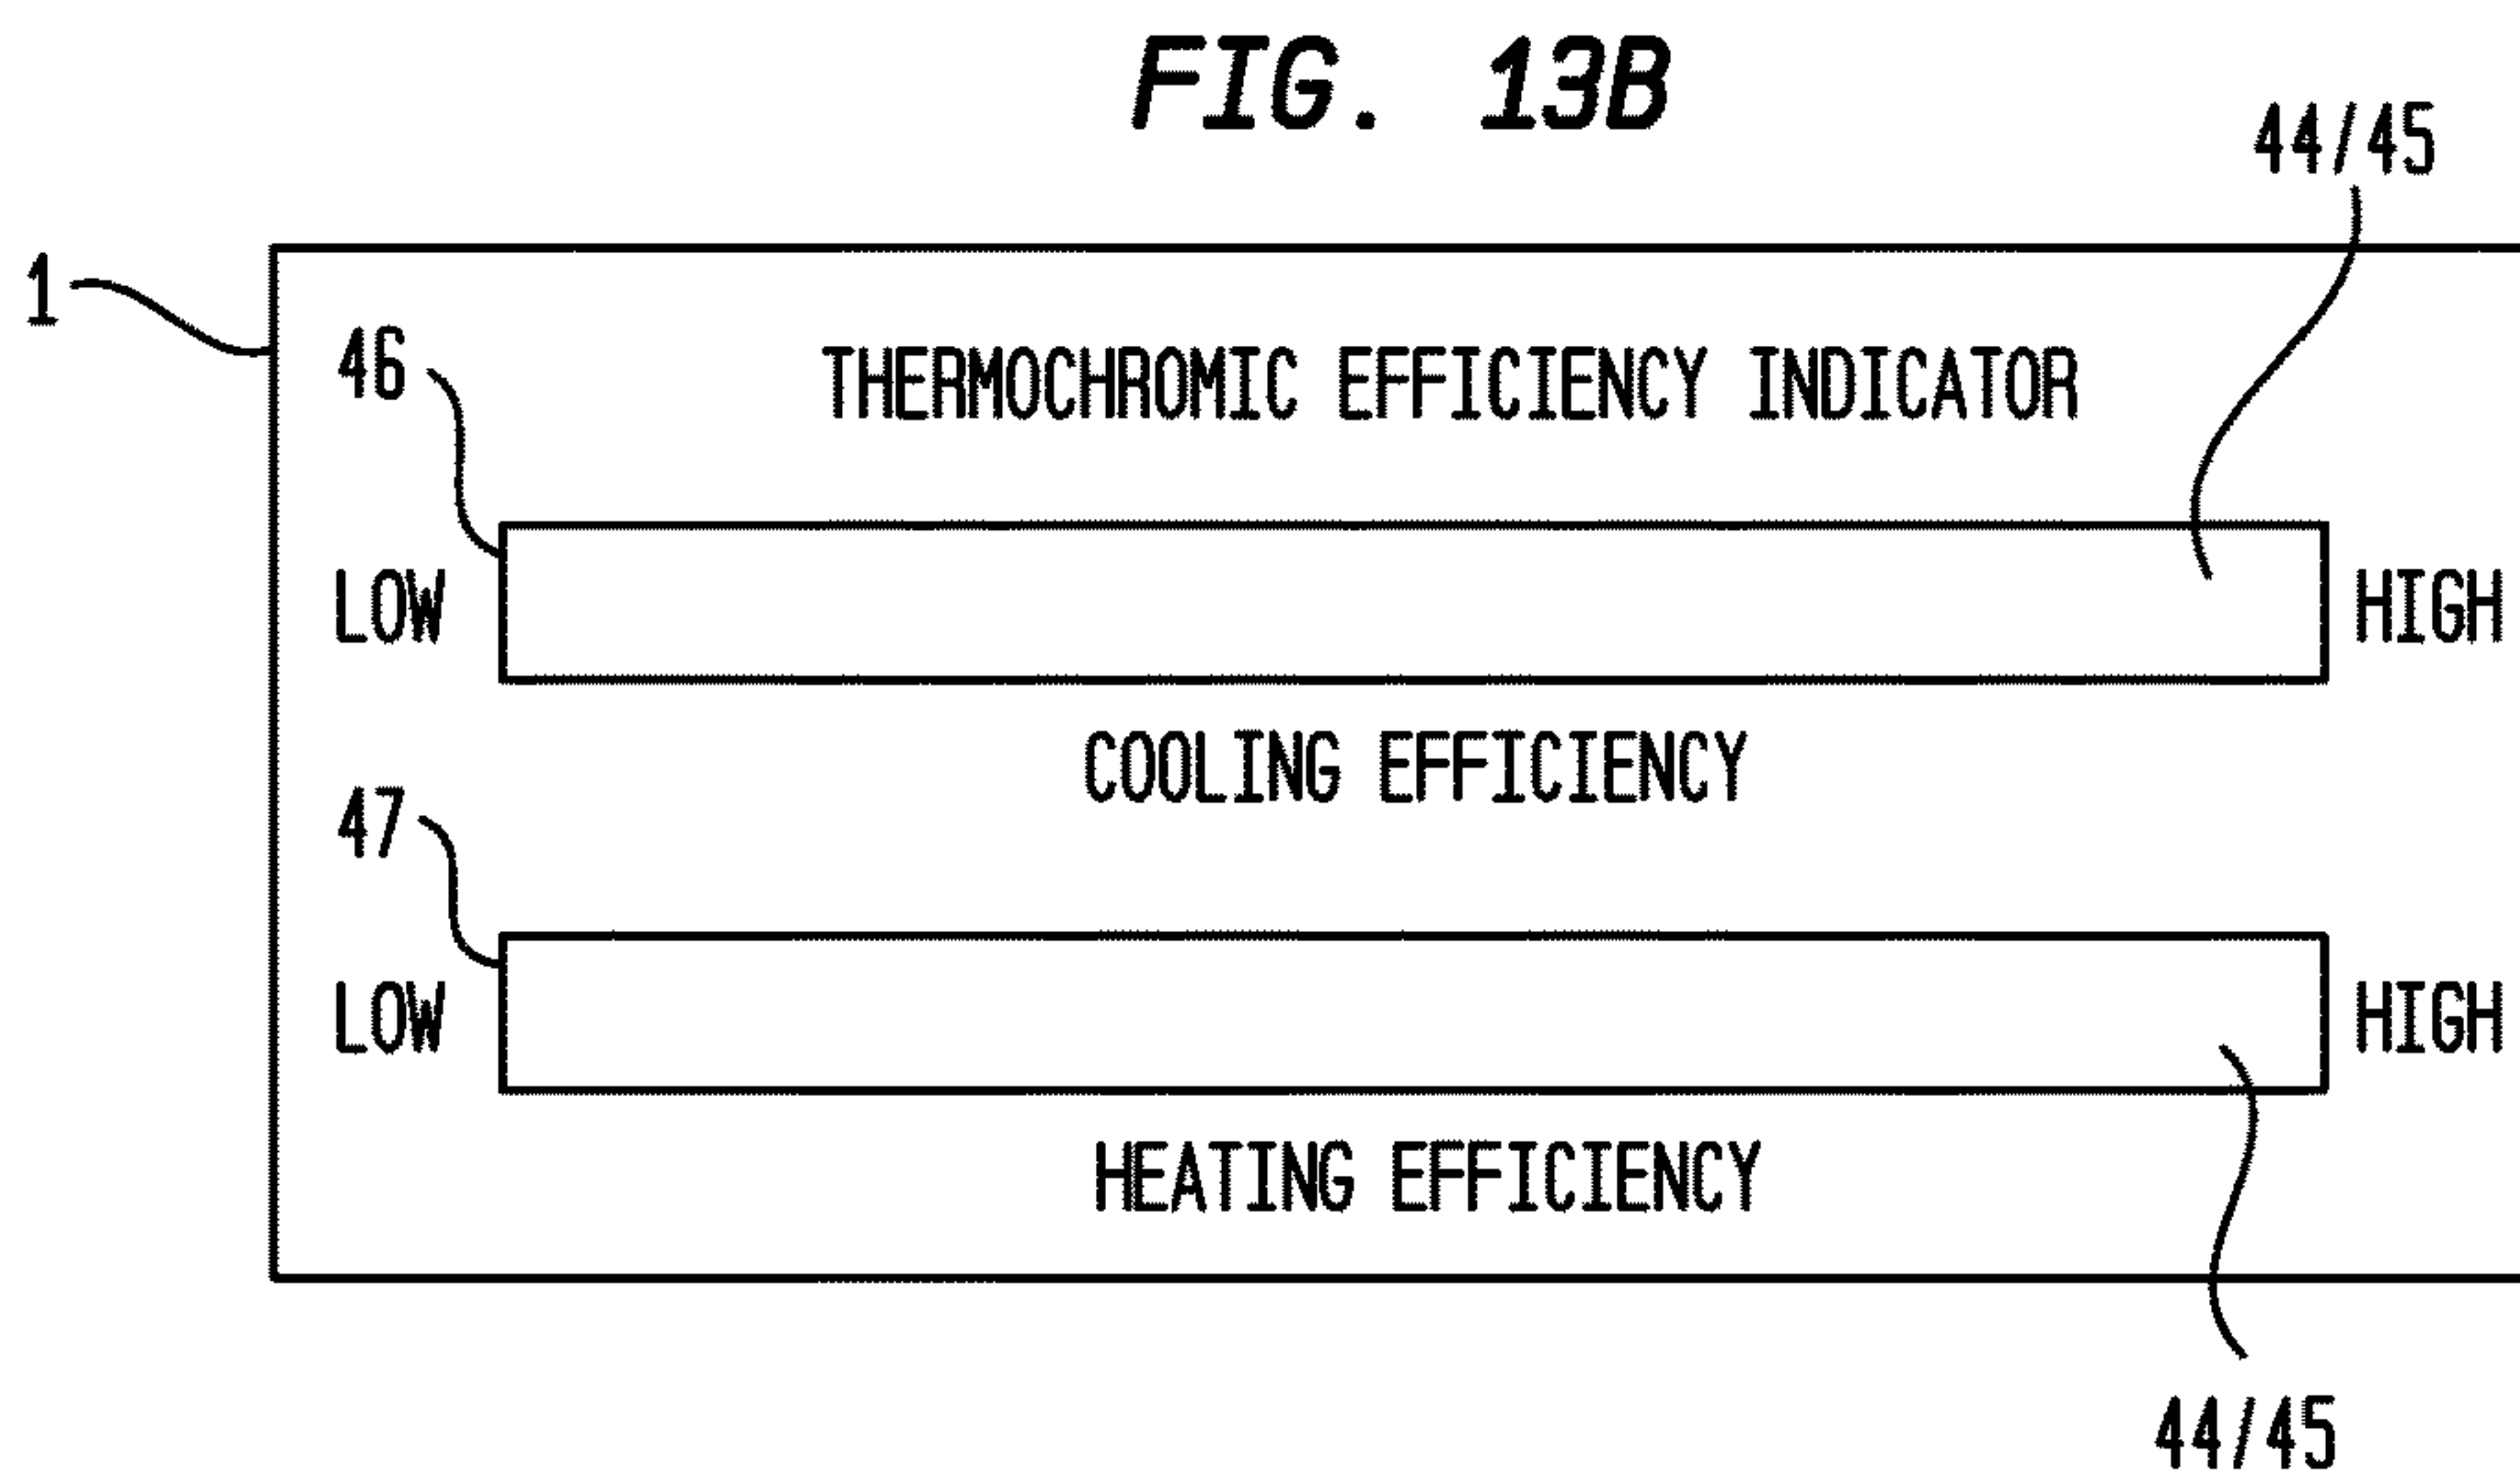 FIG. 13B
44/45
1
46
THERMOCHROMIC EFFICIENCY INDICATOR
LOW HIGH
COOLING EFFICIENCY
47
LOW HIGH
HEATING EFFICIENCY
44/45